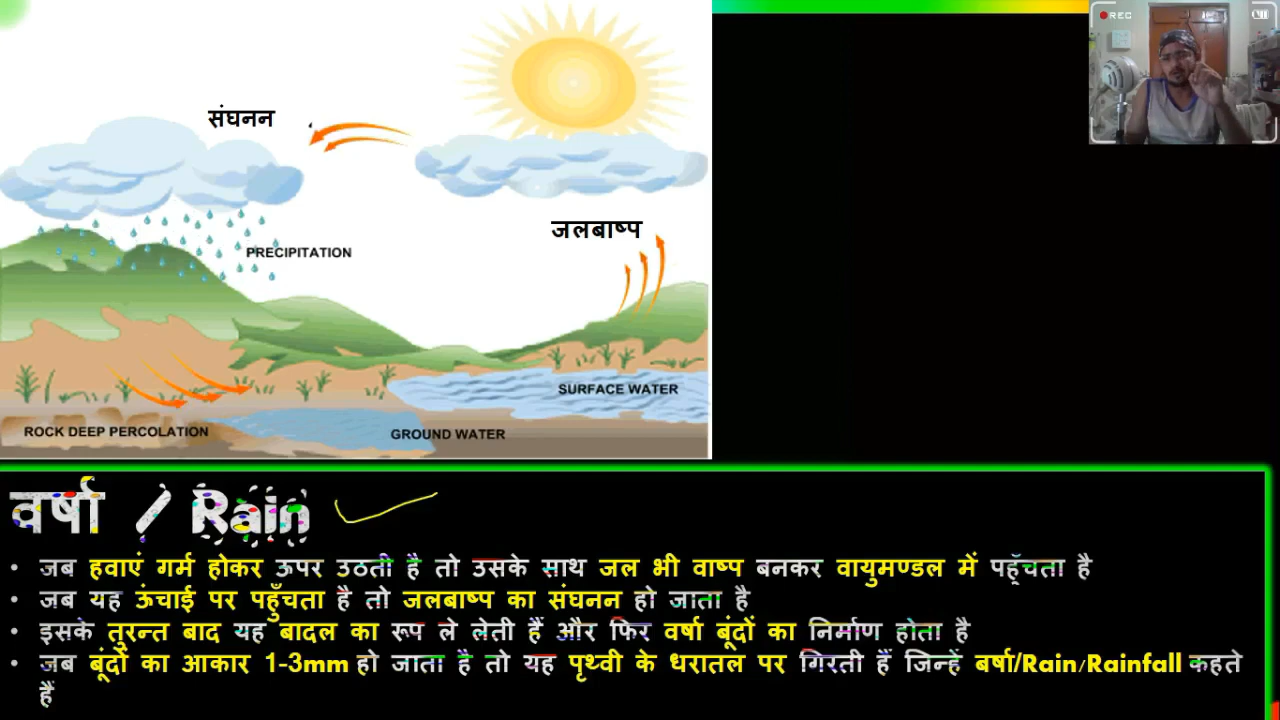 REC
संघनन
जलबाष्प
PRECIPITATION
SURFACE WATER
ROCK DEEP PERCOLATION
GROUND WATER
वर्षा / Rain
• जब हवाएं गर्म होकर ऊपर उठती है तो उसके साथ जल भी वाष्प बनकर वायुमण्डल में पहुँचता है
• जब यह ऊंचाई पर पहुँचता है तो जलबाष्प का संघनन हो जाता है
• इसके तुरन्त बाद यह बादल का रूप ले लेती हैं और फिर वर्षा बूंदों का निर्माण होता है
• जब बूंदों का आकार 1-3mm हो जाता है तो यह पृथ्वी के धरातल पर गिरती हैं जिन्हें बर्षा/Rain/Rainfall कहते
हैं